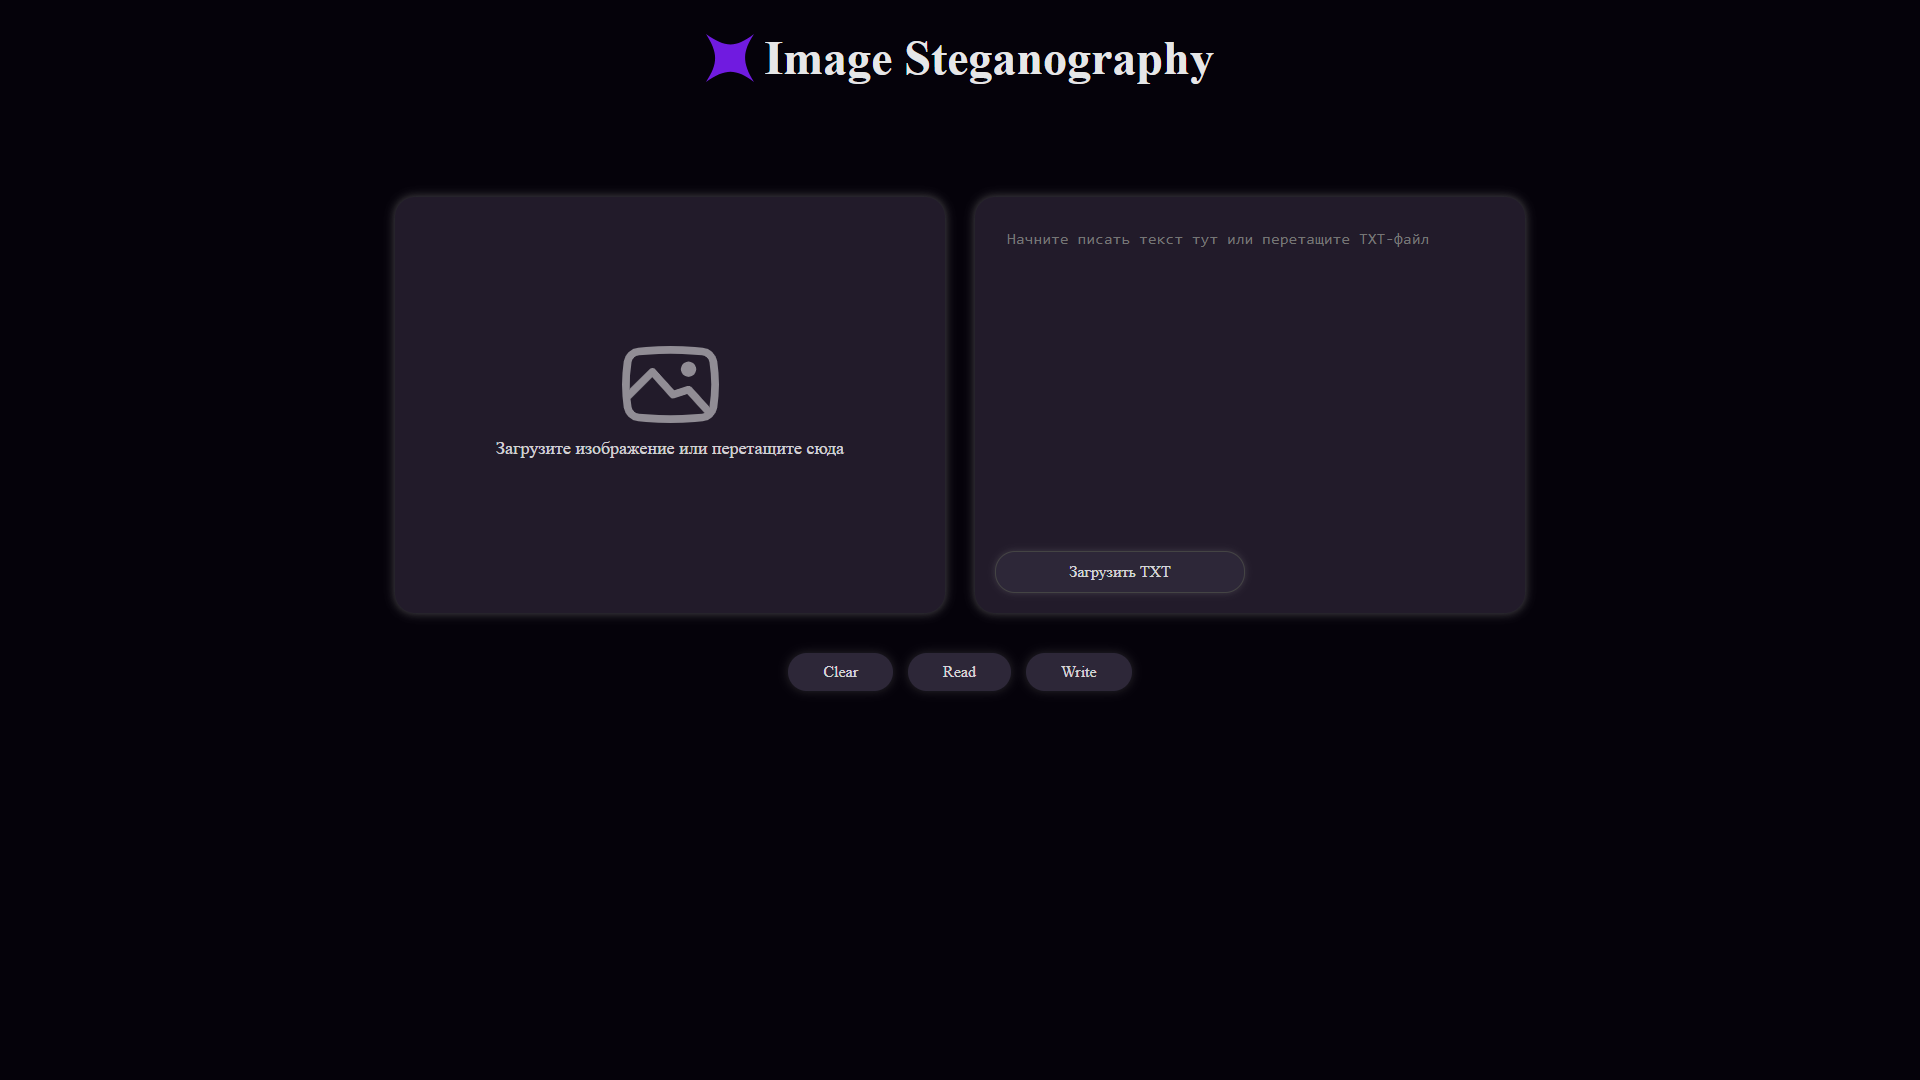 Image Steganography
Загрузите изображение или перетащите сюда
Начните писать текст тут или перетащите TXT-файл
Загрузить TXT
Clear
Read
Write